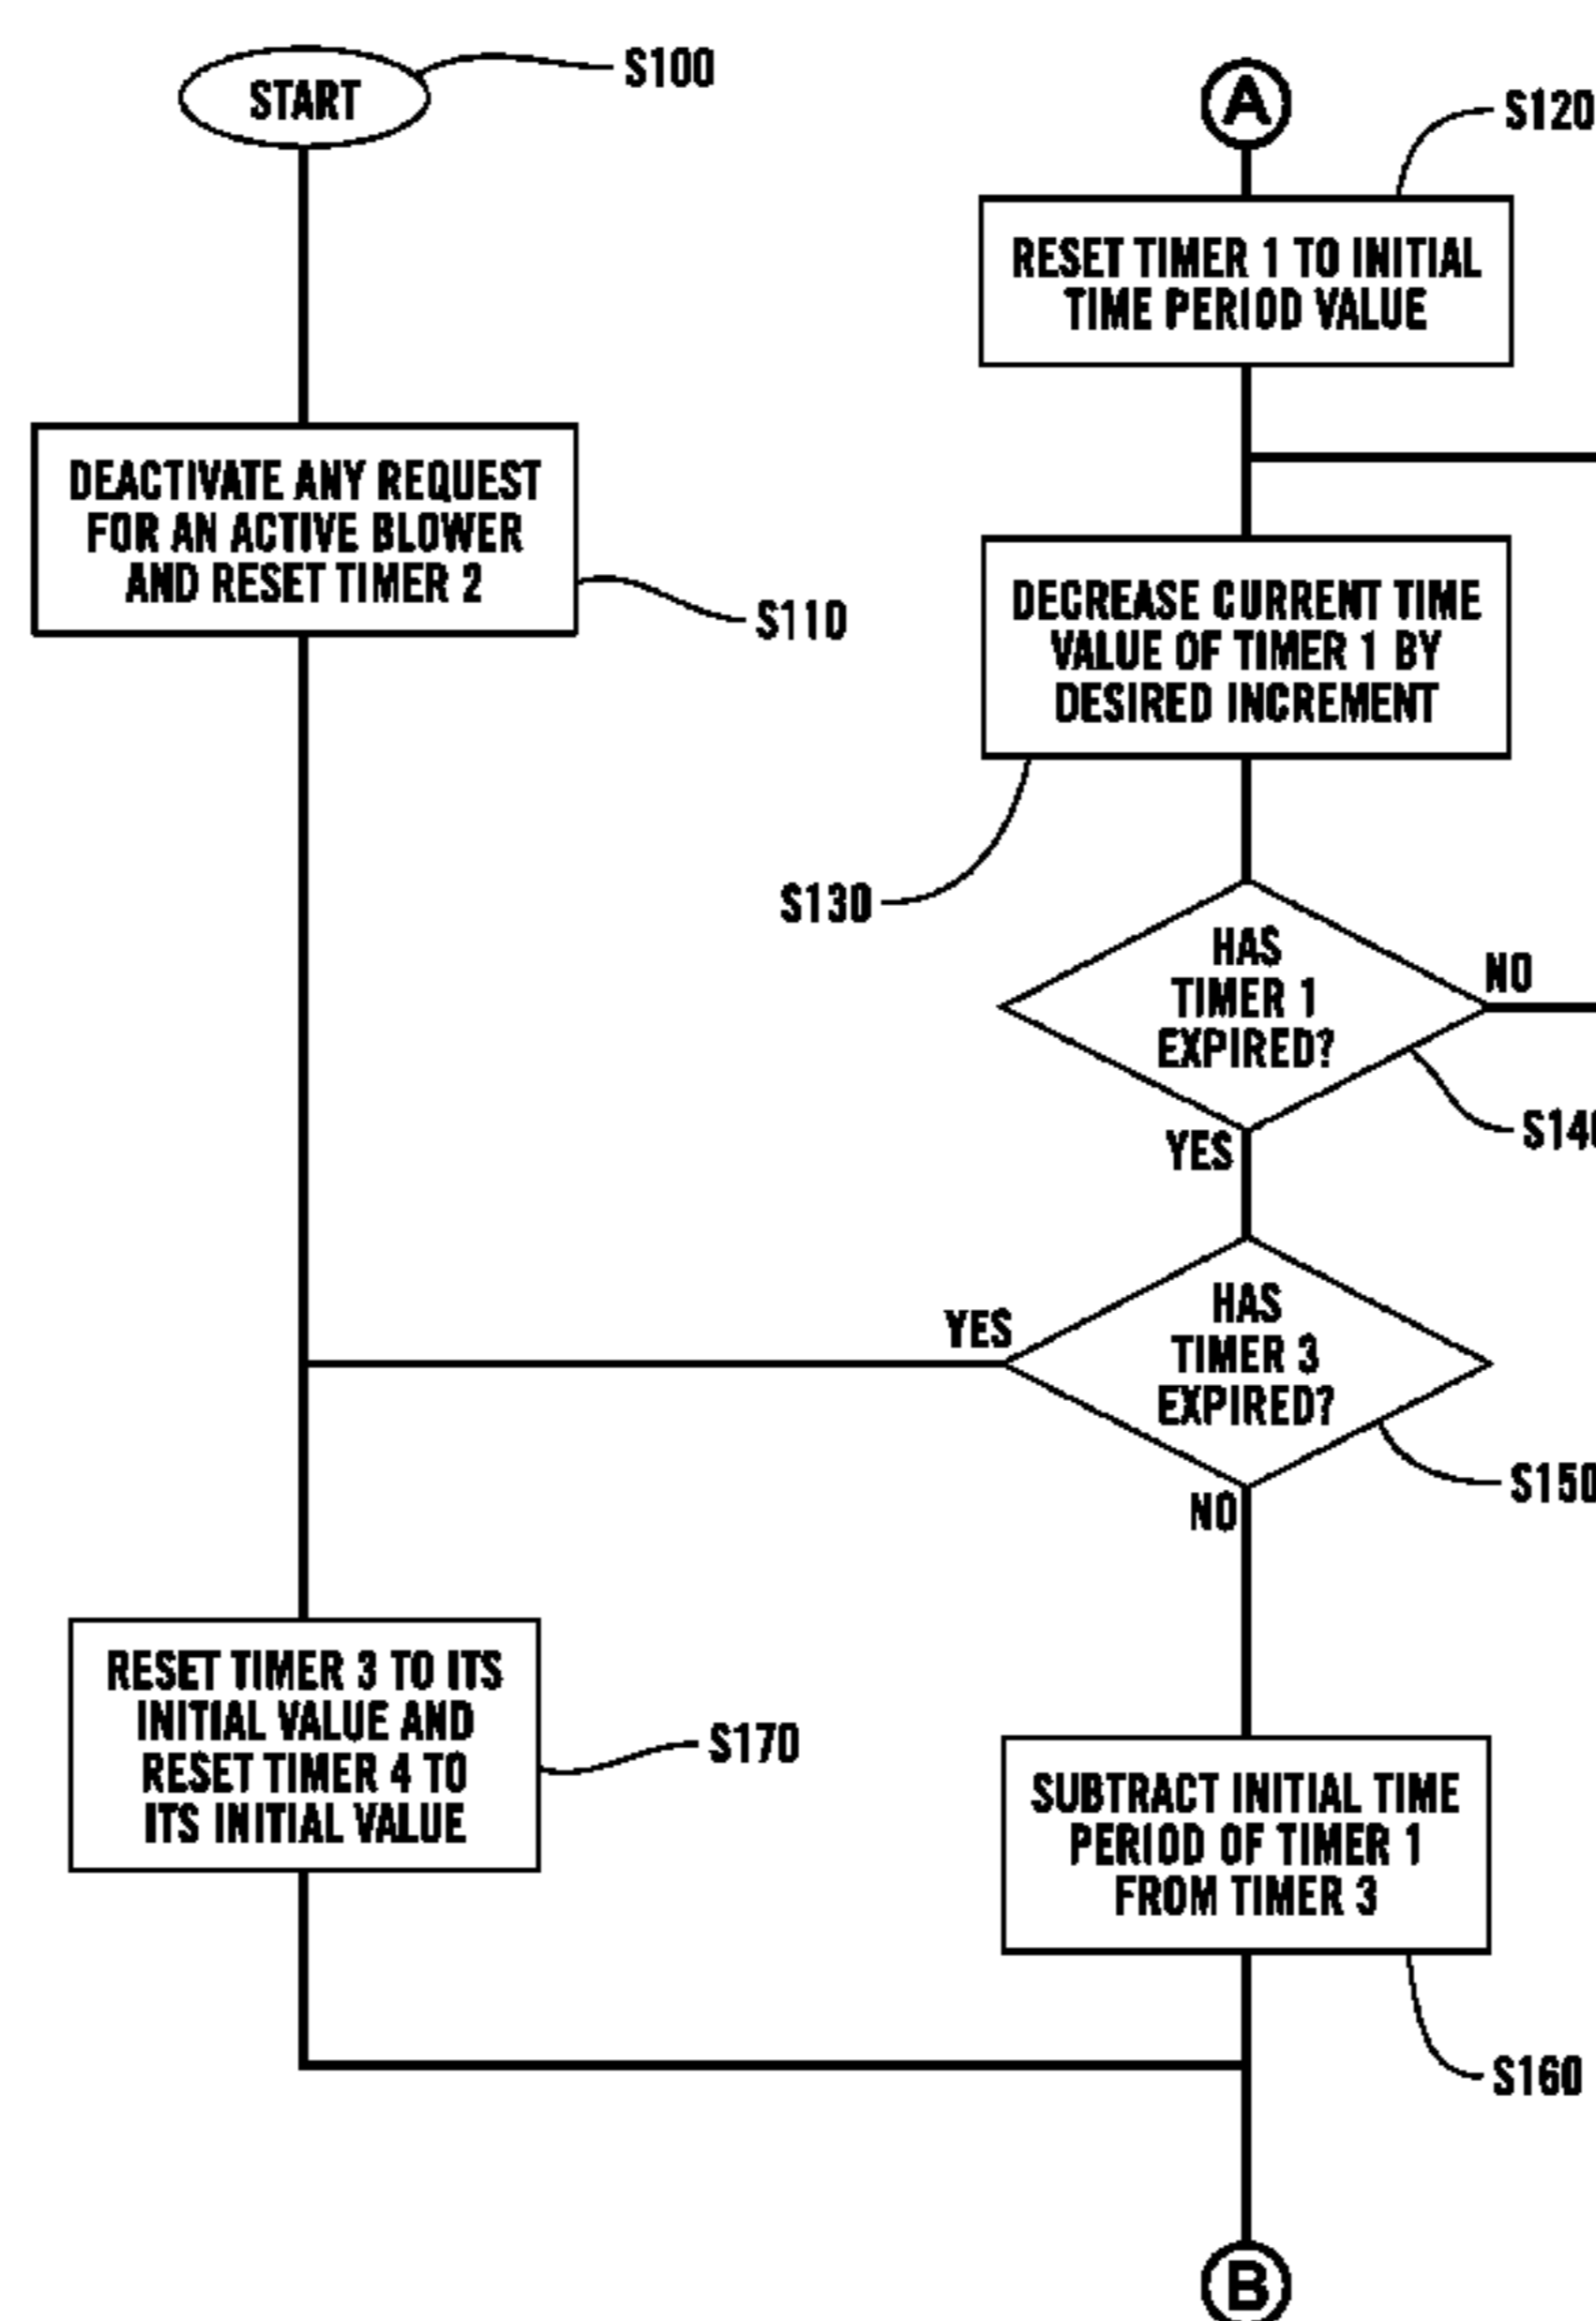 START
S100
DEACTIVATE ANY REQUEST
FOR AN ACTIVE BLOWER
AND RESET TIMER 2
S110
A
S120
RESET TIMER 1 TO INITIAL
TIME PERIOD VALUE
DECREASE CURRENT TIME
VALUE OF TIMER 1 BY
DESIRED INCREMENT
S130
HAS
TIMER 1
EXPIRED?
NO
S140
YES
HAS
TIMER 3
EXPIRED?
YES
S150
NO
RESET TIMER 3 TO ITS
INITIAL VALUE AND
RESET TIMER 4 TO
ITS INITIAL VALUE
S170
SUBTRACT INITIAL TIME
PERIOD OF TIMER 1
FROM TIMER 3
S160
B